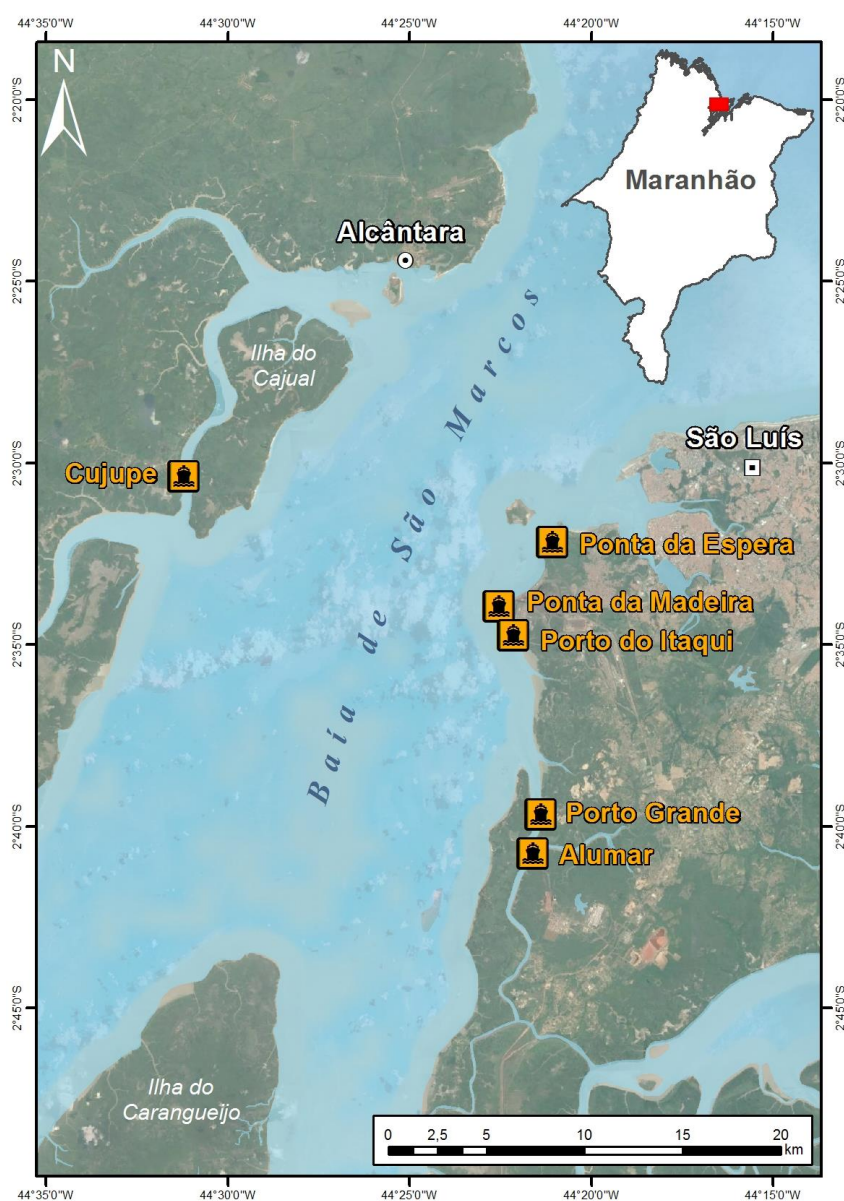 44°35'0"W 44°30'0"W 44°25'0"W 44°20'0"W 44°15'0"W
N
2°20'0"S 2°20'0"S
Maranhão
Alcântara
2°25'0"S 2°25'0"S
Ilha do
Cajual
Baía de São Marcos
São Luís
2°30'0"S 2°30'0"S
Cujupe
Ponta da Espera
Ponta da Madeira
Porto do Itaqui
2°35'0"S 2°35'0"S
Porto Grande
2°40'0"S 2°40'0"S
Alumar
2°45'0"S 2°45'0"S
Ilha do
Carangueijo
0 2,5 5 10 15 20
km
44°35'0"W 44°30'0"W 44°25'0"W 44°20'0"W 44°15'0"W